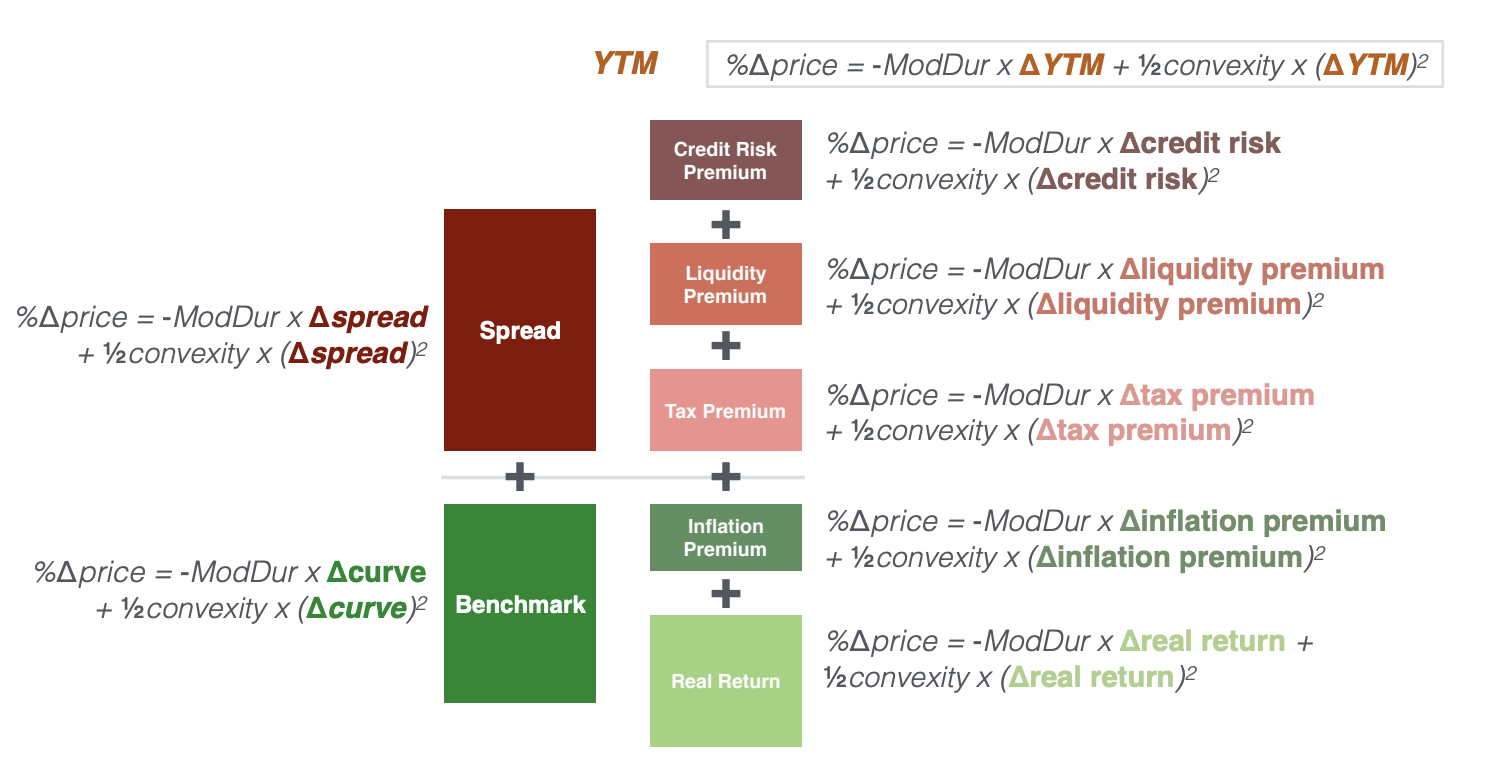 YTM
%Δprice = -ModDur x ΔYTM + ½convexity x (ΔYTM)²
Credit Risk
Premium
%Δprice = -ModDur x Δcredit risk
+ ½convexity x (Δcredit risk)²
+
Liquidity
Premium
%Δprice = -ModDur x Δliquidity premium
+ ½convexity x (Δliquidity premium)²
%Δprice = -ModDur x Δspread
+ ½convexity x (Δspread)²
Spread
+
Tax Premium
%Δprice = -ModDur x Δtax premium
+ ½convexity x (Δtax premium)²
+ +
Inflation
Premium
%Δprice = -ModDur x Δinflation premium
+ ½convexity x (Δinflation premium)²
%Δprice = -ModDur x Δcurve
+ ½convexity x (Δcurve)²
Benchmark
+
Real Return
%Δprice = -ModDur x Δreal return +
½convexity x (Δreal return)²